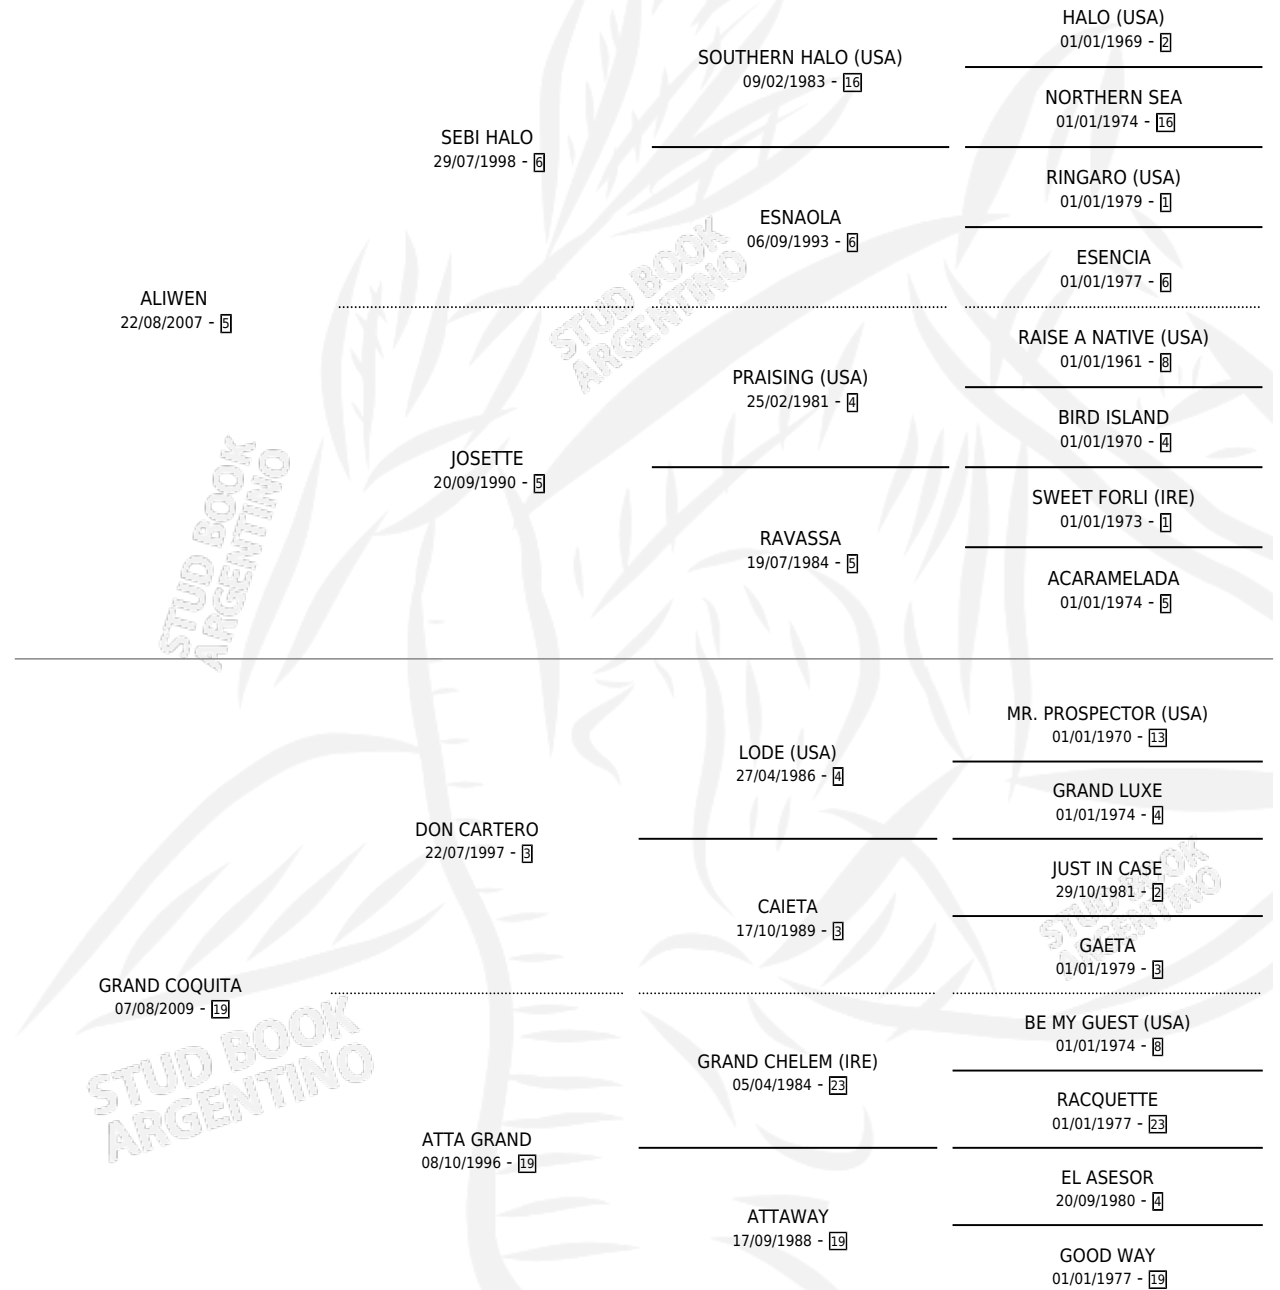 HALO (USA)
01/01/1969 - 2
SOUTHERN HALO (USA)
09/02/1983 - 16
NORTHERN SEA
01/01/1974 - 16
SEBI HALO
29/07/1998 - 6
RINGARO (USA)
01/01/1979 - 1
ESNAOLA
06/09/1993 - 6
ESENCIA
01/01/1977 - 6
ALIWEN
22/08/2007 - 5
RAISE A NATIVE (USA)
01/01/1961 - 8
PRAISING (USA)
25/02/1981 - 4
BIRD ISLAND
01/01/1970 - 4
JOSETTE
20/09/1990 - 5
SWEET FORLI (IRE)
01/01/1973 - 1
RAVASSA
19/07/1984 - 5
ACARAMELADA
01/01/1974 - 5
MR. PROSPECTOR (USA)
01/01/1970 - 13
LODE (USA)
27/04/1986 - 4
GRAND LUXE
01/01/1974 - 4
DON CARTERO
22/07/1997 - 3
JUST IN CASE
29/10/1981 - 2
CAIETA
17/10/1989 - 3
GAETA
01/01/1979 - 3
GRAND COQUITA
07/08/2009 - 19
BE MY GUEST (USA)
01/01/1974 - 8
GRAND CHELEM (IRE)
05/04/1984 - 23
RACQUETTE
01/01/1977 - 23
ATTA GRAND
08/10/1996 - 19
EL ASESOR
20/09/1980 - 4
ATTAWAY
17/09/1988 - 19
GOOD WAY
01/01/1977 - 19
STUD BOOK
ARGENTINO
STUD BOOK
ARGENTINO
STUD BOOK
ARGENTINO
STUD BOOK
ARGENTINO